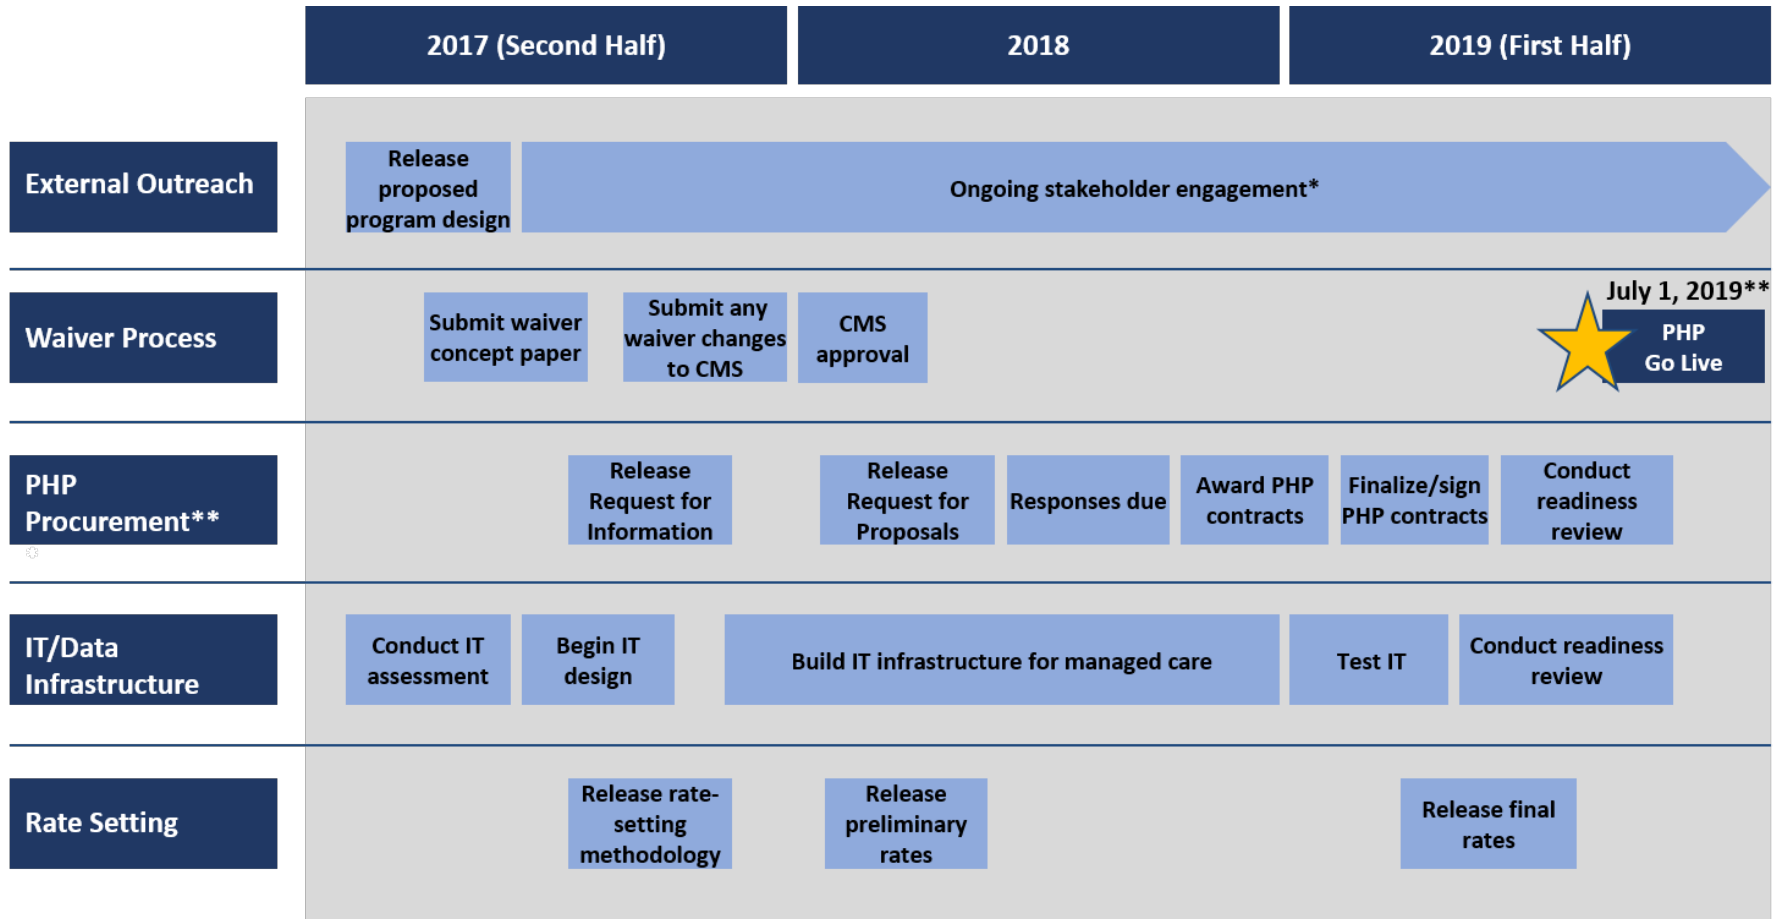 2017 (Second Half)
2018
2019 (First Half)
External Outreach
Release
proposed
program design
Ongoing stakeholder engagement*
Waiver Process
Submit waiver
concept paper
Submit any
waiver changes
to CMS
CMS
approval
July 1, 2019**
PHP
Go Live
PHP
Procurement**
Release
Request for
Information
Release
Request for
Proposals
Responses due
Award PHP
contracts
Finalize/sign
PHP contracts
Conduct
readiness
review
IT/Data
Infrastructure
Conduct IT
assessment
Begin IT
design
Build IT infrastructure for managed care
Test IT
Conduct readiness
review
Rate Setting
Release rate-
setting
methodology
Release
preliminary
rates
Release final
rates